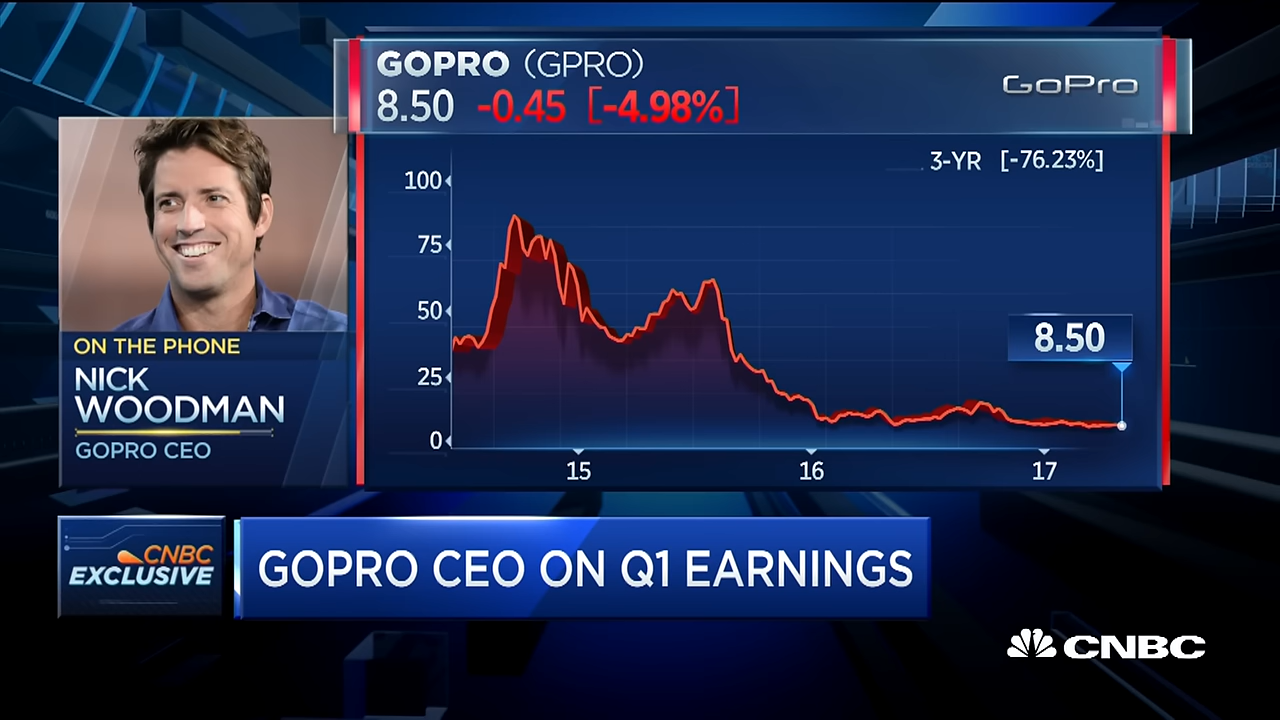 GOPRO (GPRO)
8.50 -0.45 [-4.98%]
GoPro
3-YR [-76.23%]
100
75
50
25
0
8.50
15 16 17
ON THE PHONE
NICK
WOODMAN
GOPRO CEO
CNBC
EXCLUSIVE
GOPRO CEO ON Q1 EARNINGS
CNBC